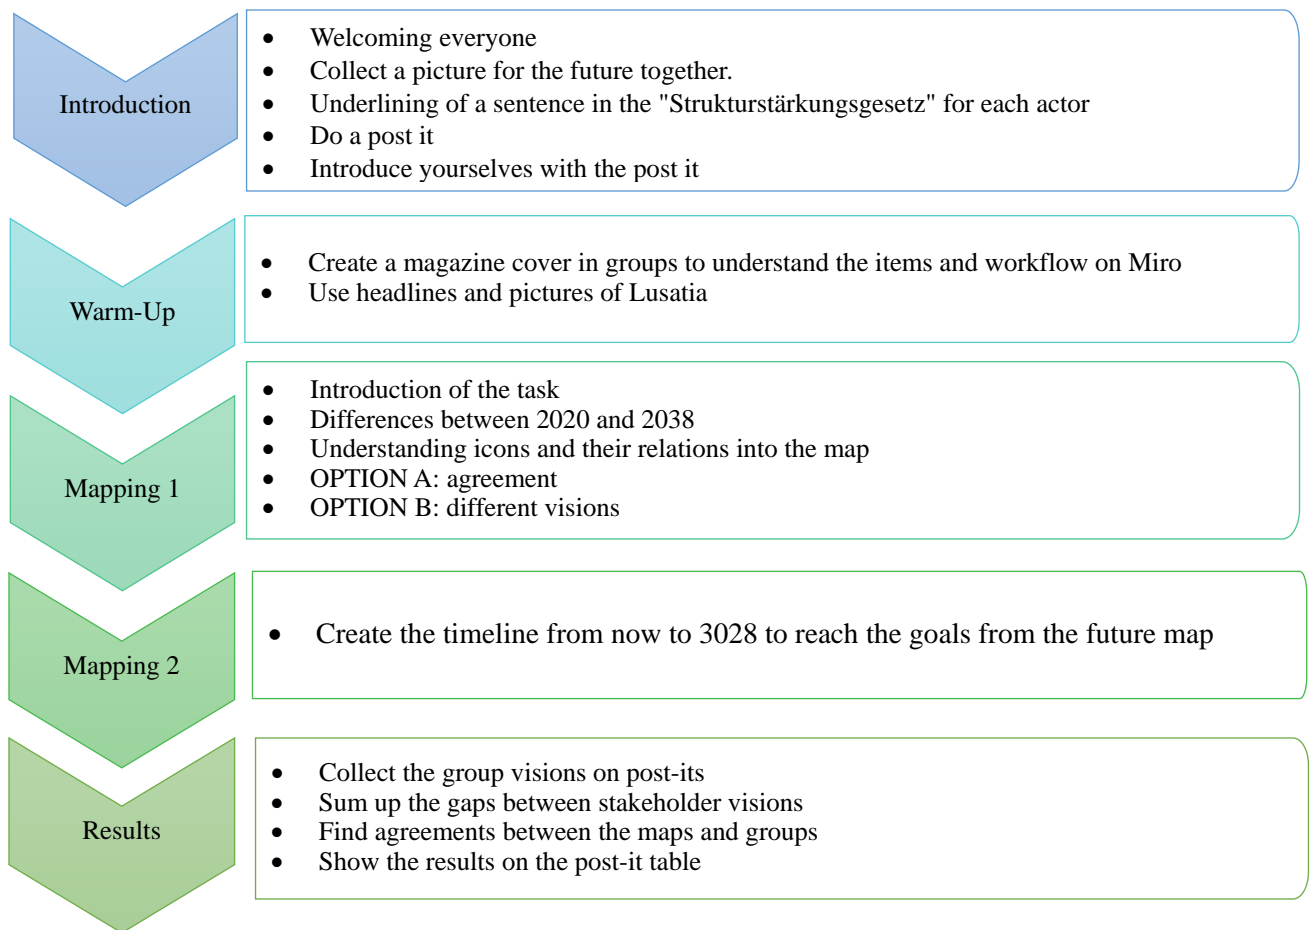 Introduction
• Welcoming everyone
• Collect a picture for the future together.
• Underlining of a sentence in the "Strukturstärkungsgesetz" for each actor
• Do a post it
• Introduce yourselves with the post it
Warm-Up
• Create a magazine cover in groups to understand the items and workflow on Miro
• Use headlines and pictures of Lusatia
Mapping 1
• Introduction of the task
• Differences between 2020 and 2038
• Understanding icons and their relations into the map
• OPTION A: agreement
• OPTION B: different visions
Mapping 2
• Create the timeline from now to 3028 to reach the goals from the future map
Results
• Collect the group visions on post-its
• Sum up the gaps between stakeholder visions
• Find agreements between the maps and groups
• Show the results on the post-it table